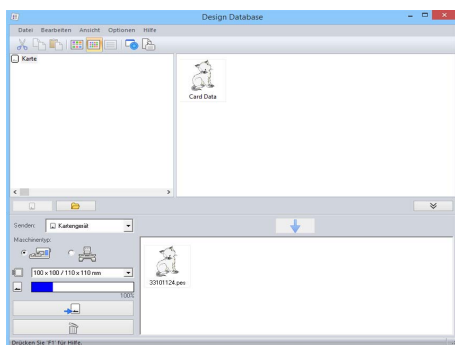 Design Database
Datei Bearbeiten Ansicht Optionen Hilfe
Karte
Card Data
Senden: Kartengerät
Maschinentyp:
100 x 100 / 110 x 110 mm
100%
33101124.pes
Drücken Sie 'F1' für Hilfe.